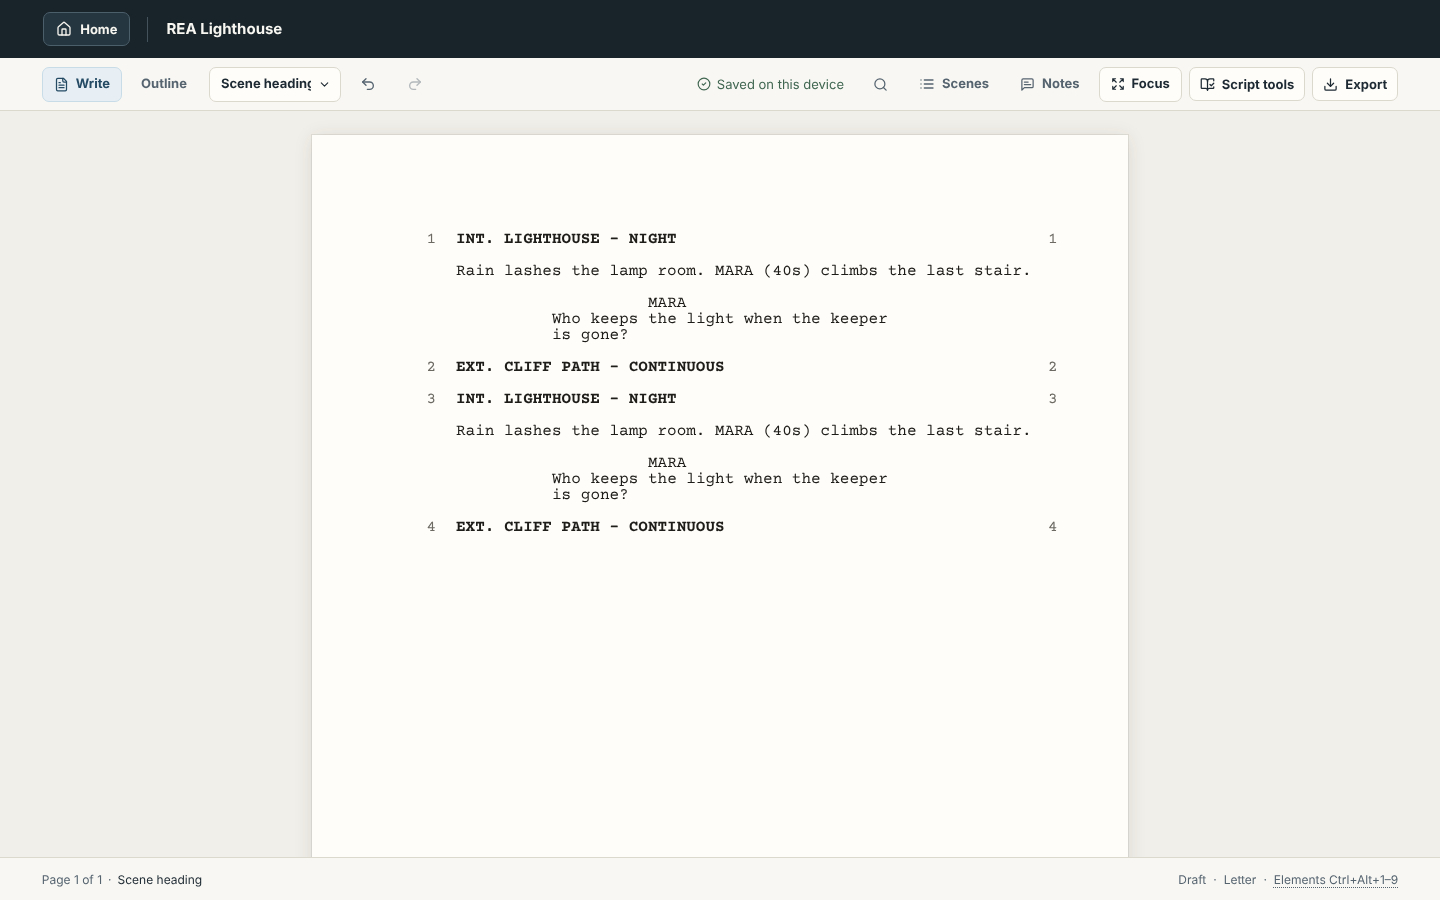 Home
REA Lighthouse
Write
Outline
Scene heading
Saved on this device
Scenes
Notes
Focus
Script tools
Export
1 INT. LIGHTHOUSE - NIGHT 1
Rain lashes the lamp room. MARA (40s) climbs the last stair.
MARA
Who keeps the light when the keeper
is gone?
2 EXT. CLIFF PATH - CONTINUOUS 2
3 INT. LIGHTHOUSE - NIGHT 3
Rain lashes the lamp room. MARA (40s) climbs the last stair.
MARA
Who keeps the light when the keeper
is gone?
4 EXT. CLIFF PATH - CONTINUOUS 4
Page 1 of 1 · Scene heading
Draft · Letter · Elements Ctrl+Alt+1–9